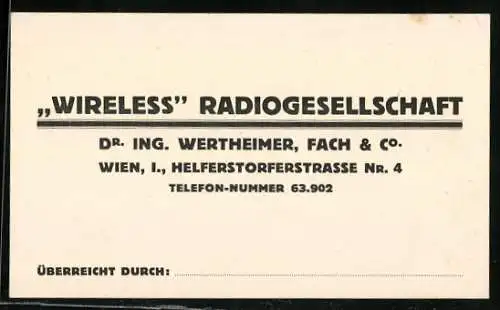 „WIRELESS” RADIOGESELLSCHAFT
DR. ING. WERTHEIMER, FACH & CO.
WIEN, I., HELFERSTORFERSTRASSE NR. 4
TELEFON-NUMMER 63.902
ÜBERREICHT DURCH: